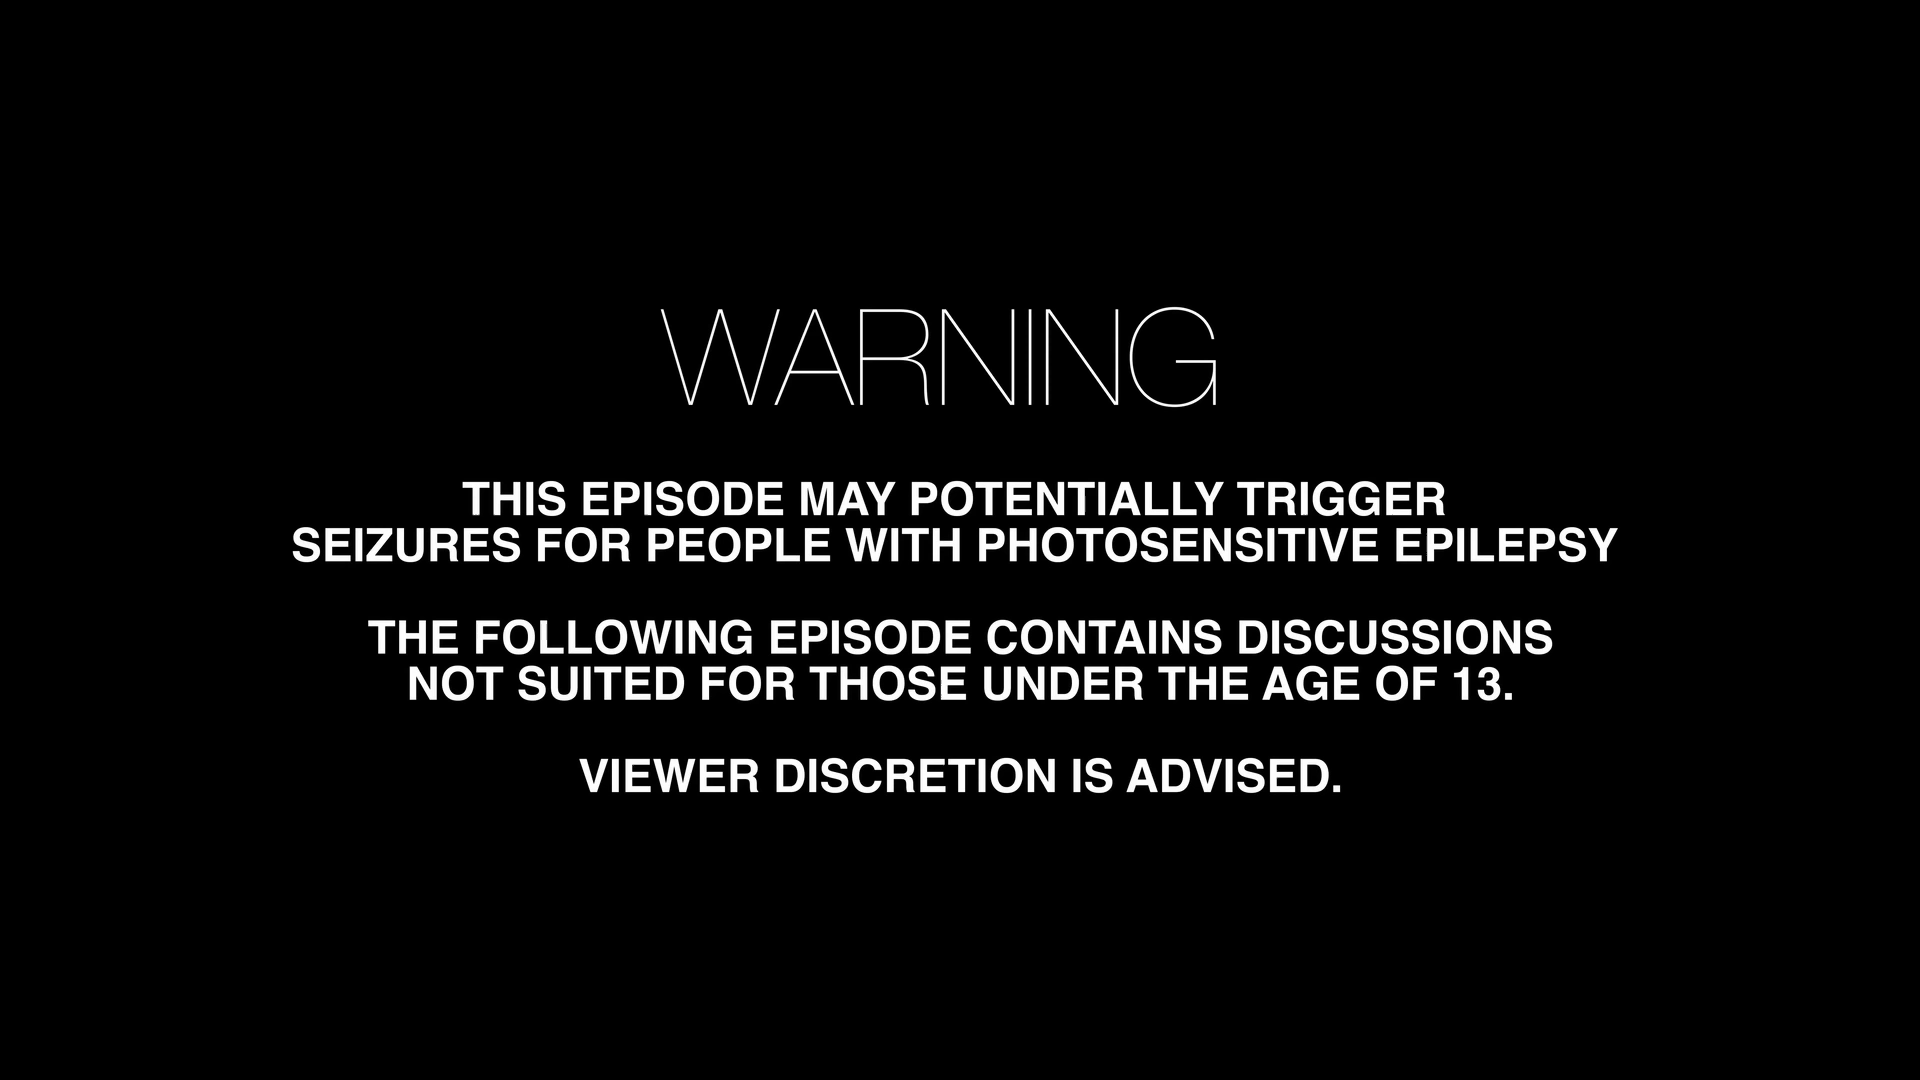 WARNING
THIS EPISODE MAY POTENTIALLY TRIGGER
SEIZURES FOR PEOPLE WITH PHOTOSENSITIVE EPILEPSY
THE FOLLOWING EPISODE CONTAINS DISCUSSIONS
NOT SUITED FOR THOSE UNDER THE AGE OF 13.
VIEWER DISCRETION IS ADVISED.